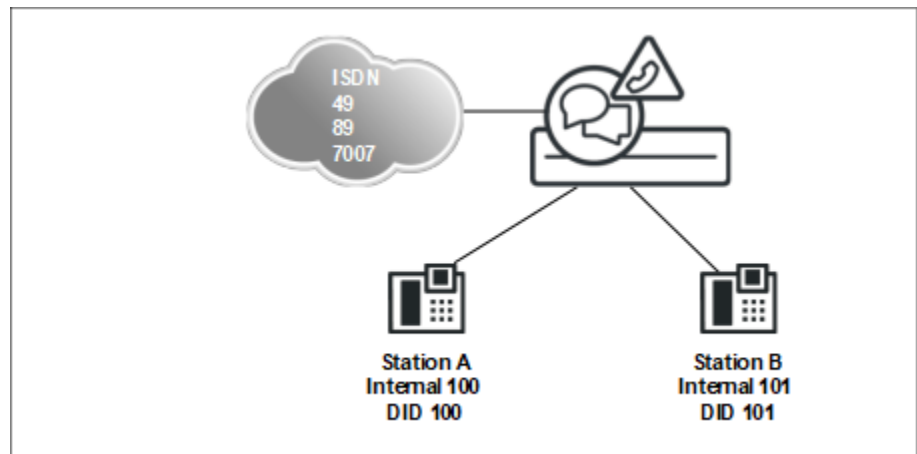 ISDN
49
89
7007
Station A
Internal 100
DID 100
Station B
Internal 101
DID 101